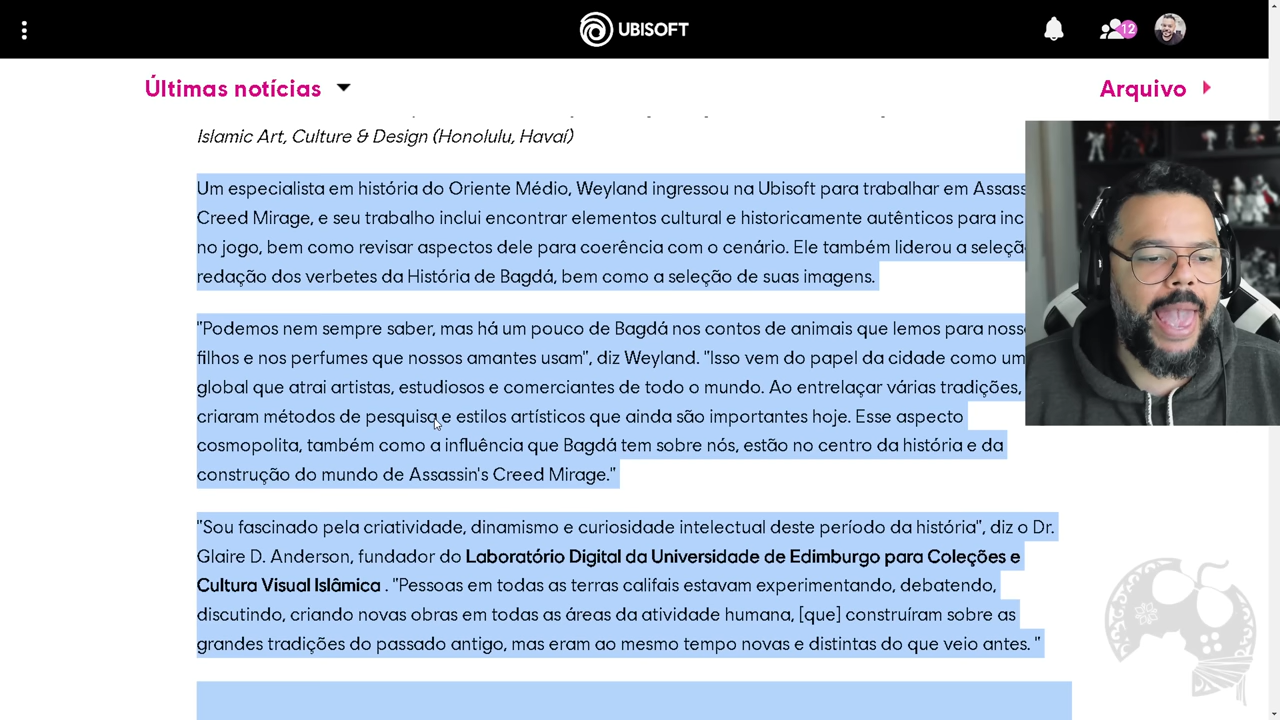 UBISOFT
12
Últimas notícias
Arquivo
Islamic Art, Culture & Design (Honolulu, Havaí)
Um especialista em história do Oriente Médio, Weyland ingressou na Ubisoft para trabalhar em
Creed Mirage, e seu trabalho inclui encontrar elementos cultural e historicamente autênticos para
no jogo, bem como revisar aspectos dele para coerência com o cenário. Ele também liderou a
redação dos verbetes da História de Bagdá, bem como a seleção de suas imagens.
"Podemos nem sempre saber, mas há um pouco de Bagdá nos contos de animais que lemos para
filhos e nos perfumes que nossos amantes usam", diz Weyland. "Isso vem do papel da cidade como
global que atrai artistas, estudiosos e comerciantes de todo o mundo. Ao entrelaçar várias tradições,
criaram métodos de pesquisa e estilos artísticos que ainda são importantes hoje. Esse aspecto
cosmopolita, também como a influência que Bagdá tem sobre nós, estão no centro da história e da
construção do mundo de Assassin's Creed Mirage."
"Sou fascinado pela criatividade, dinamismo e curiosidade intelectual deste período da história", diz o Dr.
Glaire D. Anderson, fundador do Laboratório Digital da Universidade de Edimburgo para Coleções e
Cultura Visual Islâmica . "Pessoas em todas as terras califais estavam experimentando, debatendo,
discutindo, criando novas obras em todas as áreas da atividade humana, [que] construíram sobre as
grandes tradições do passado antigo, mas eram ao mesmo tempo novas e distintas do que veio antes. "